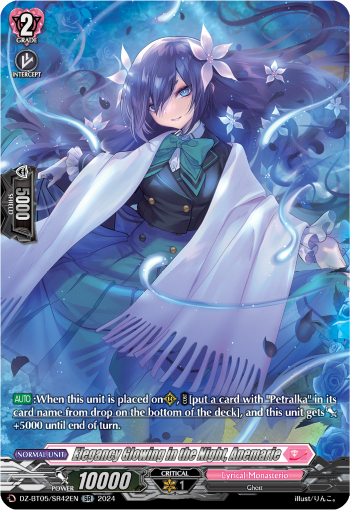 2
GRADE
INTERCEPT
5000
SHIELD
AUTO :When this unit is placed on R, COST [put a card with "Petralka" in its
card name from drop on the bottom of the deck], and this unit gets
+5000 until end of turn.
NORMAL UNIT
Elegancy Glowing in the Night, Anemarie
POWER 10000
CRITICAL
1
Lyrical Monasterio
Ghost
D DZ-BT05/SR42EN SR 2024
illust/りんこ。